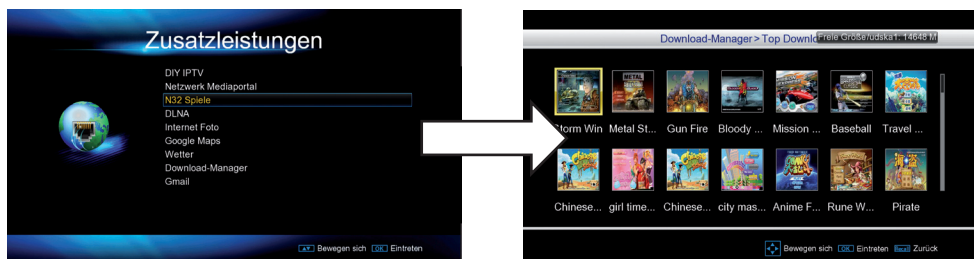 Zusatzleistungen
DIY IPTV
Netzwerk Mediaportal
N32 Spiele
DLNA
Internet Foto
Google Maps
Wetter
Download-Manager
Gmail
▲▼ Bewegen sich OK Eintreten
Download-Manager > Top Downlo
Freie Größe/udska1: 14648 M
Storm Win Metal St... Gun Fire Bloody ... Mission ... Baseball Travel ...
Chinese... girl time... Chinese... city mas... Anime F... Rune W... Pirate
Bewegen sich OK Eintreten Recall Zurück